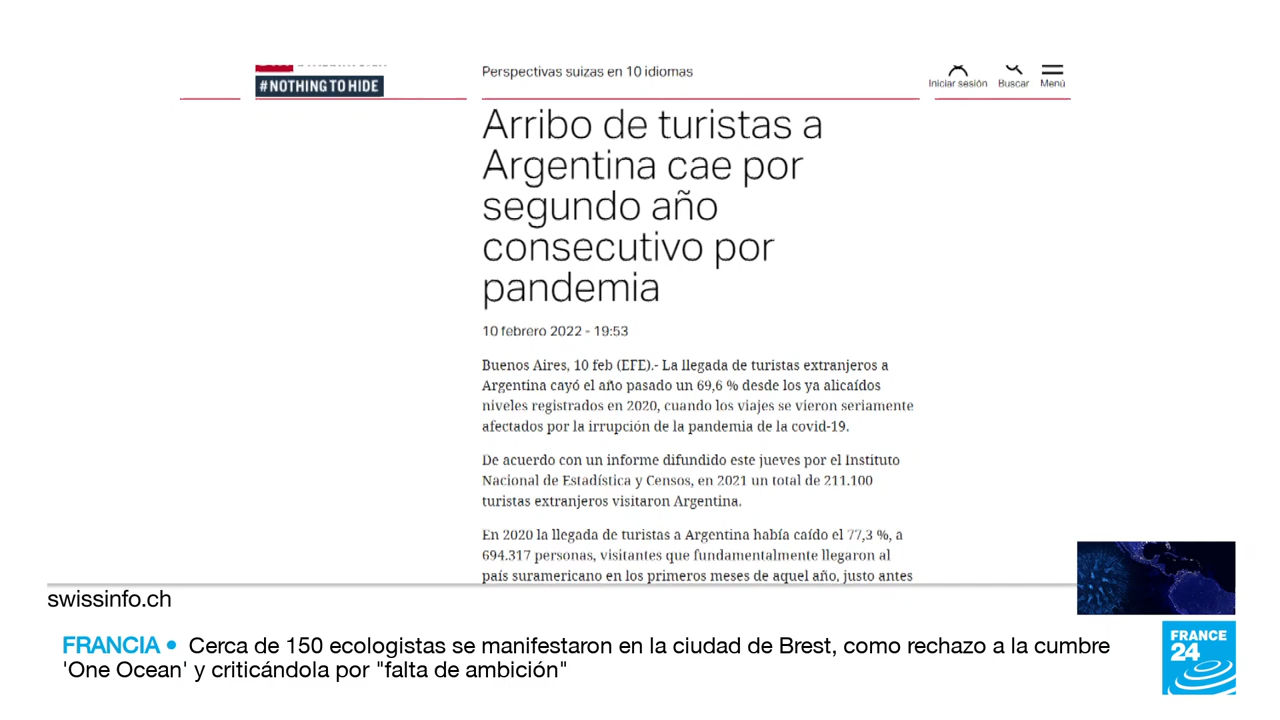 #NOTHING TO HIDE
Perspectivas suizas en 10 idiomas
Iniciar sesión
Buscar
Menú
Arribo de turistas a
Argentina cae por
segundo año
consecutivo por
pandemia
10 febrero 2022 - 19:53
Buenos Aires, 10 feb (EFE).- La llegada de turistas extranjeros a
Argentina cayó el año pasado un 69,6 % desde los ya alicaídos
niveles registrados en 2020, cuando los viajes se vieron seriamente
afectados por la irrupción de la pandemia de la covid-19.
De acuerdo con un informe difundido este jueves por el Instituto
Nacional de Estadística y Censos, en 2021 un total de 211.100
turistas extranjeros visitaron Argentina.
En 2020 la llegada de turistas a Argentina había caído el 77,3 %, a
694.317 personas, visitantes que fundamentalmente llegaron al
país suramericano en los primeros meses de aquel año, justo antes
swissinfo.ch
FRANCIA • Cerca de 150 ecologistas se manifestaron en la ciudad de Brest, como rechazo a la cumbre
'One Ocean' y criticándola por "falta de ambición"
FRANCE
24